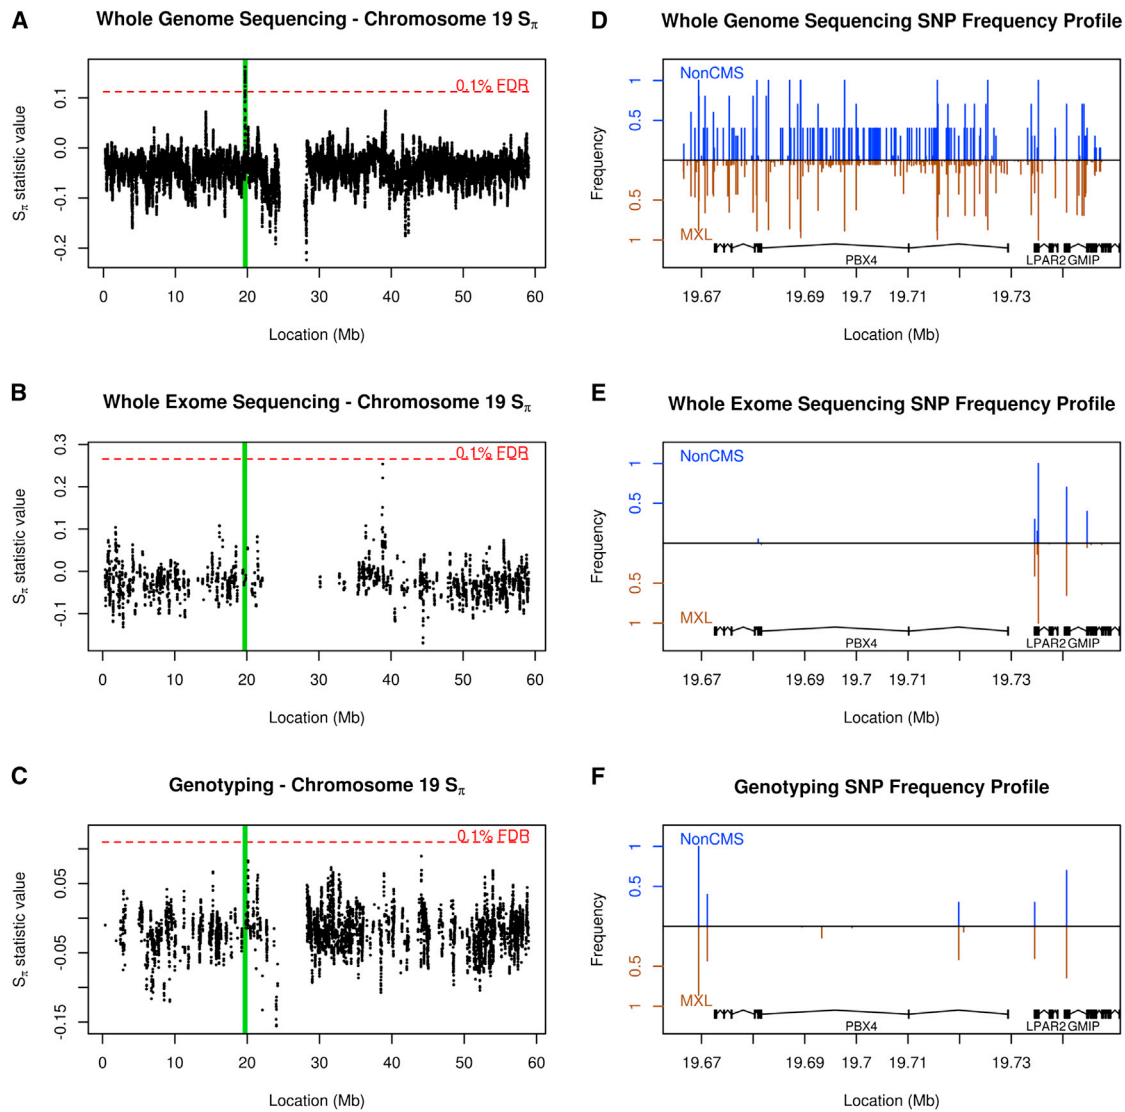 A
Whole Genome Sequencing - Chromosome 19 Sπ
Sπ statistic value
0.1
0.0
-0.1
-0.2
0.1% FDR
0 10 20 30 40 50 60
Location (Mb)
D
Whole Genome Sequencing SNP Frequency Profile
Frequency
1
0.5
0.5
1
NonCMS
MXL
PBX4
LPAR2 GMIP
19.67 19.69 19.7 19.71 19.73
Location (Mb)
B
Whole Exome Sequencing - Chromosome 19 Sπ
Sπ statistic value
0.3
0.2
0.1
0.0
-0.1
0.1% FDR
0 10 20 30 40 50 60
Location (Mb)
E
Whole Exome Sequencing SNP Frequency Profile
Frequency
1
0.5
0.5
1
NonCMS
MXL
PBX4
LPAR2 GMIP
19.67 19.69 19.7 19.71 19.73
Location (Mb)
C
Genotyping - Chromosome 19 Sπ
Sπ statistic value
0.05
-0.05
-0.15
0.1% FDR
0 10 20 30 40 50 60
Location (Mb)
F
Genotyping SNP Frequency Profile
Frequency
1
0.5
0.5
1
NonCMS
MXL
PBX4
LPAR2 GMIP
19.67 19.69 19.7 19.71 19.73
Location (Mb)